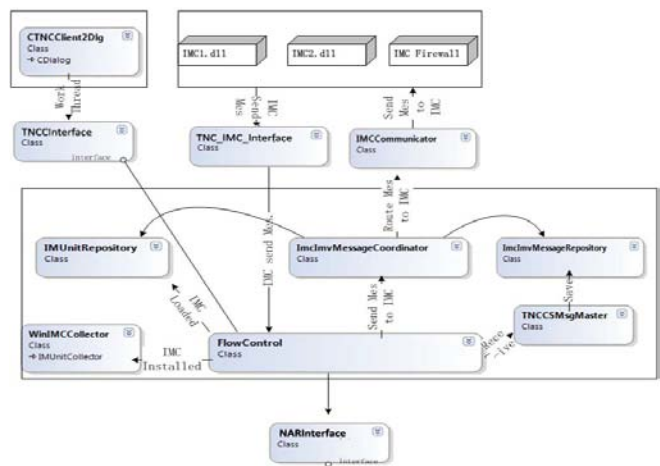 CTNCClient2Dlg
Class
CDialog
IMC1.dll
IMC2.dll
IMC Firewall
Work
Thread
IMC
Send
Mes
Send
Mes
to
IMC
TNCCInterface
Class
Interface
TNC_IMC_Interface
Class
IMCCommunicator
Class
Route Mes
to IMC
IMUnitRepository
Class
ImcImvMessageCoordinator
Class
ImcImvMessageRepository
Class
IMC send Mes
IMC
Loaded
Send Mes
to IMC
Save
TNCCSMsgMaster
Class
WinIMCCollector
Class
IMUnitCollector
IMC
Installed
FlowControl
Class
Rece
-ive
NARInterface
Class
Interface